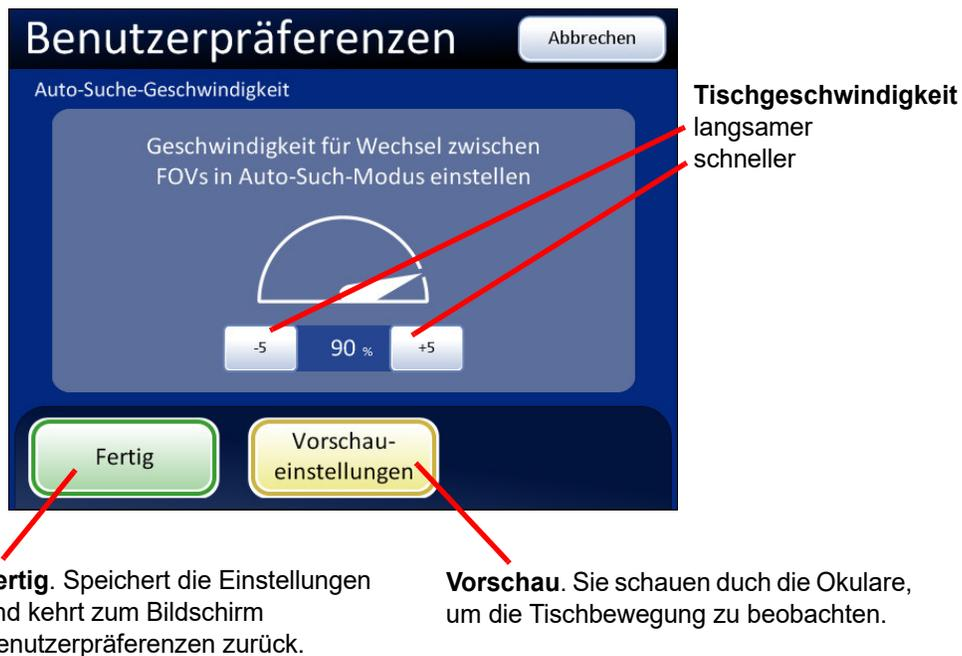 Benutzerpräferenzen
Abbrechen
Auto-Suche-Geschwindigkeit
Geschwindigkeit für Wechsel zwischen
FOVs in Auto-Such-Modus einstellen
-5
90 %
+5
Tischgeschwindigkeit
langsamer
schneller
Fertig
Vorschau-
einstellungen
ertig. Speichert die Einstellungen
nd kehrt zum Bildschirm
enutzerpräferenzen zurück.
Vorschau. Sie schauen duch die Okulare,
um die Tischbewegung zu beobachten.